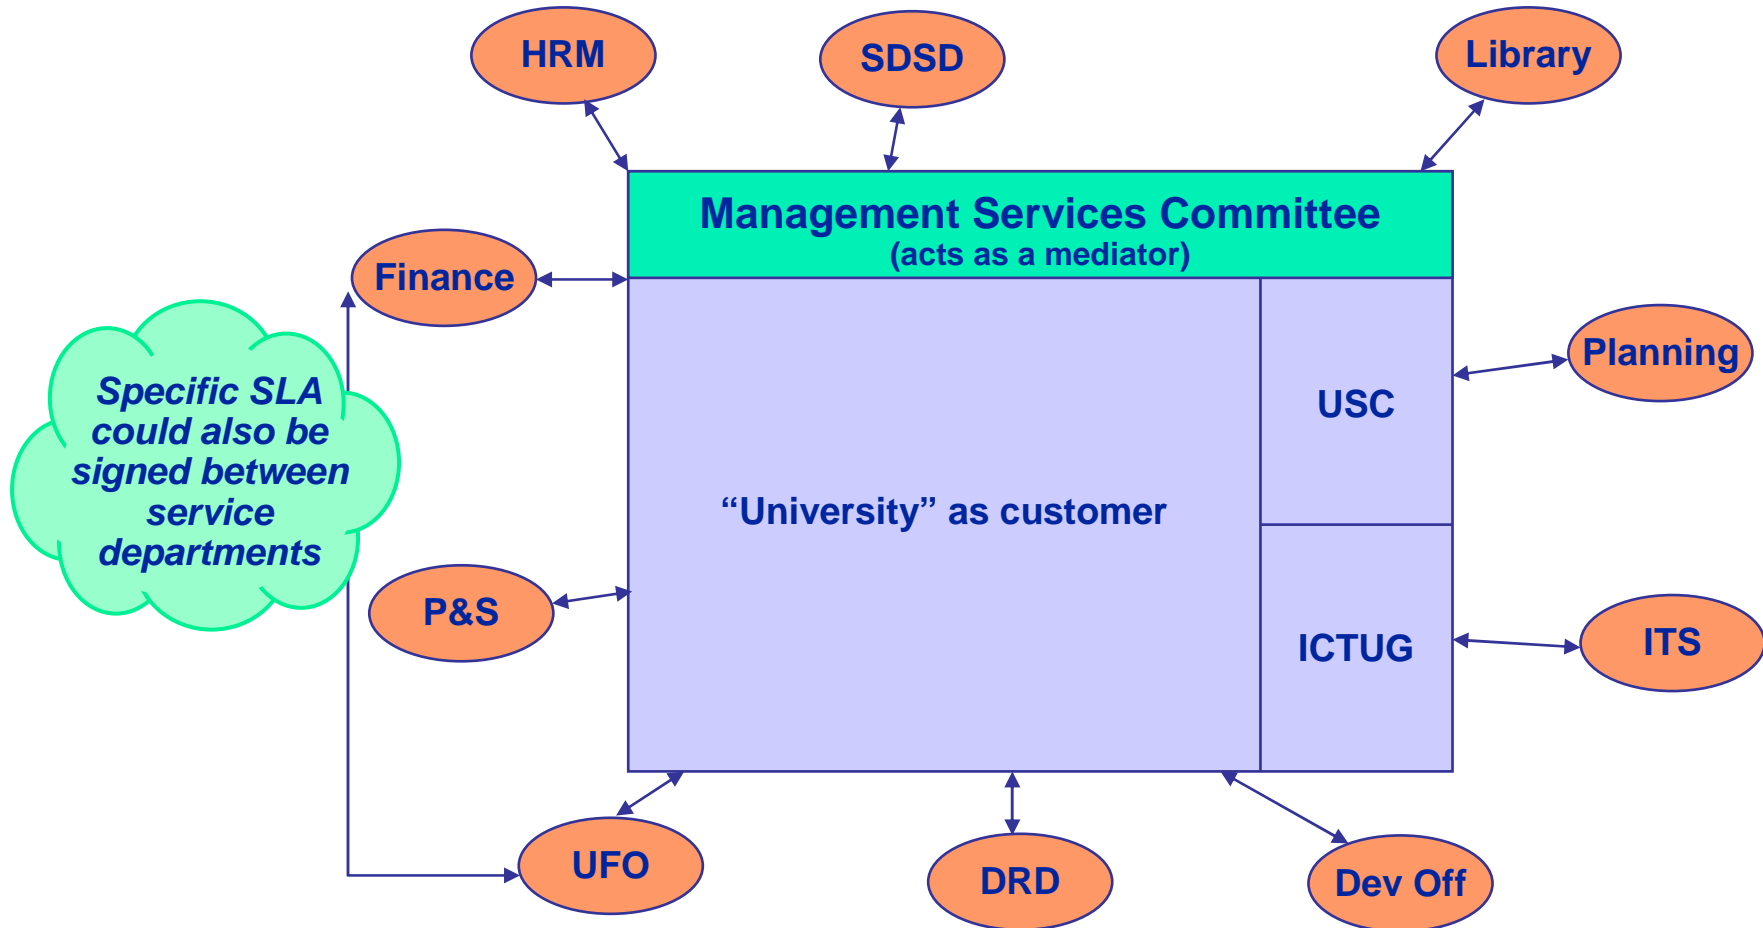 HRM
SDSD
Library
Management Services Committee
(acts as a mediator)
Finance
Planning
Specific SLA
could also be
signed between
service
departments
USC
“University” as customer
P&S
ICTUG
ITS
UFO
DRD
Dev Off